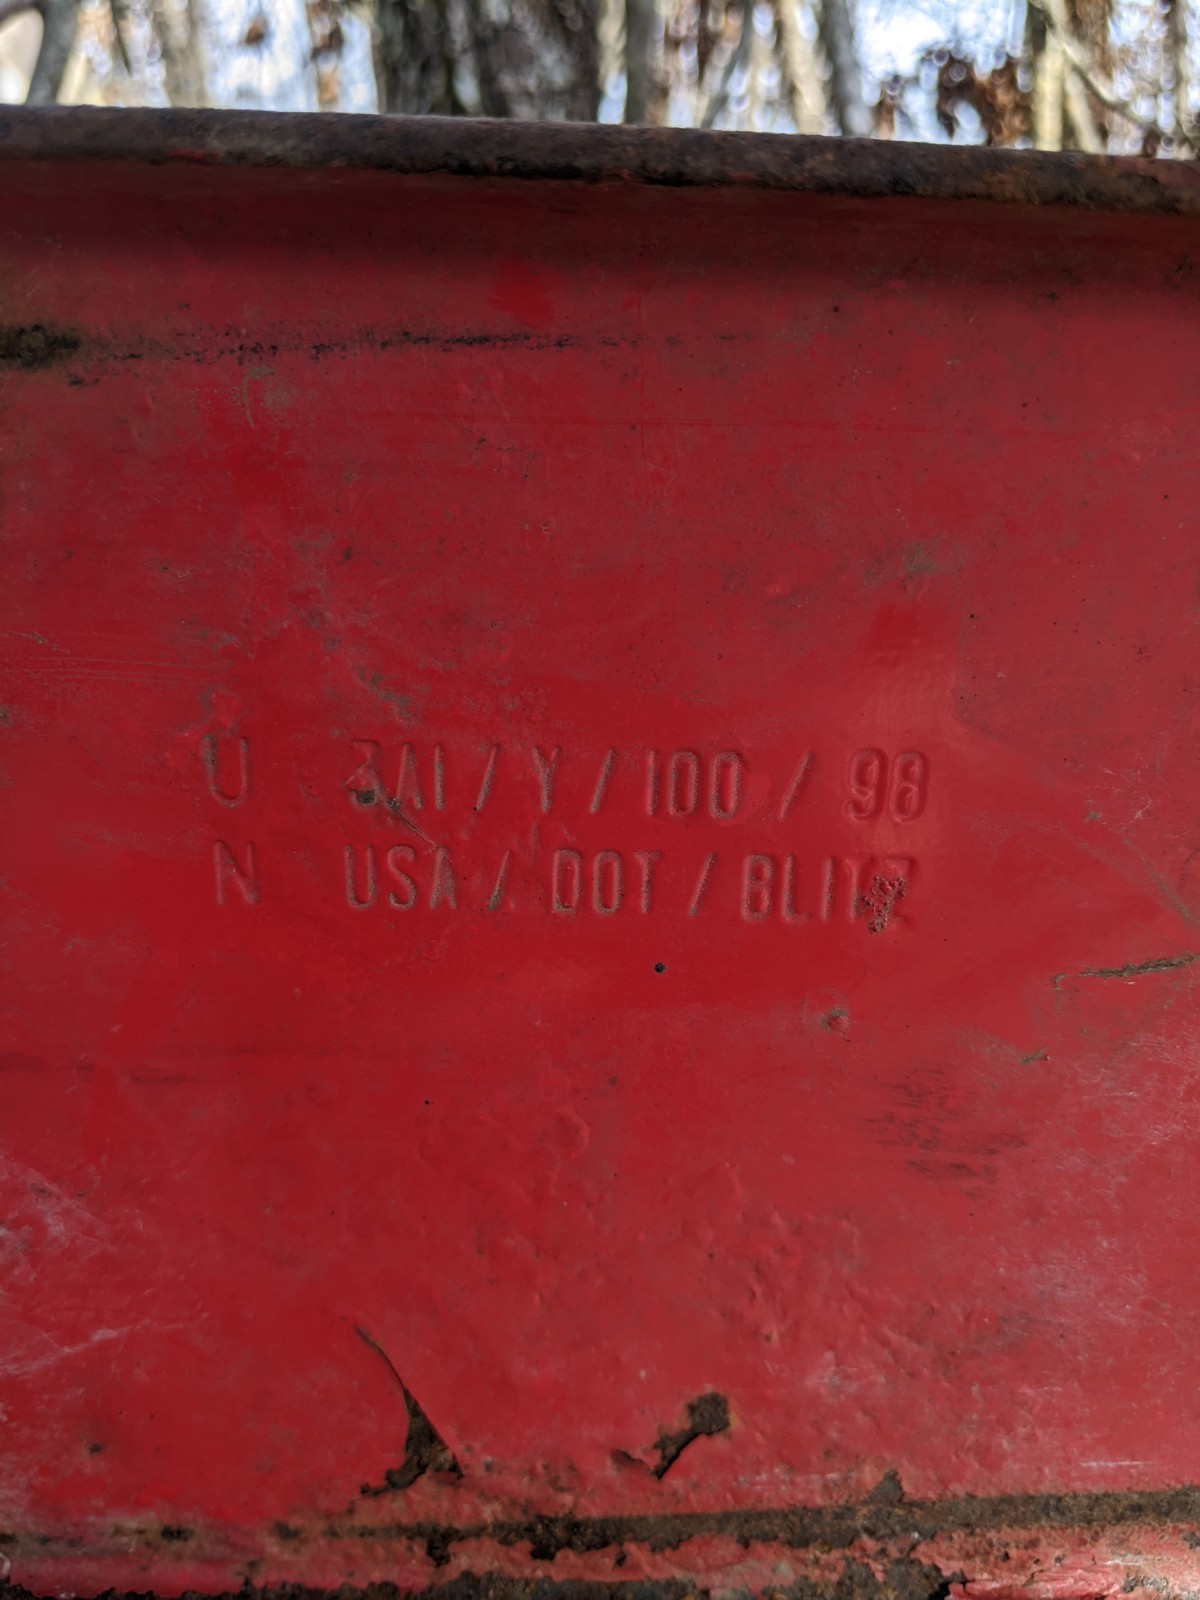 U 3A1 / Y / 100 / 98
N USA / DOT / BLITZ